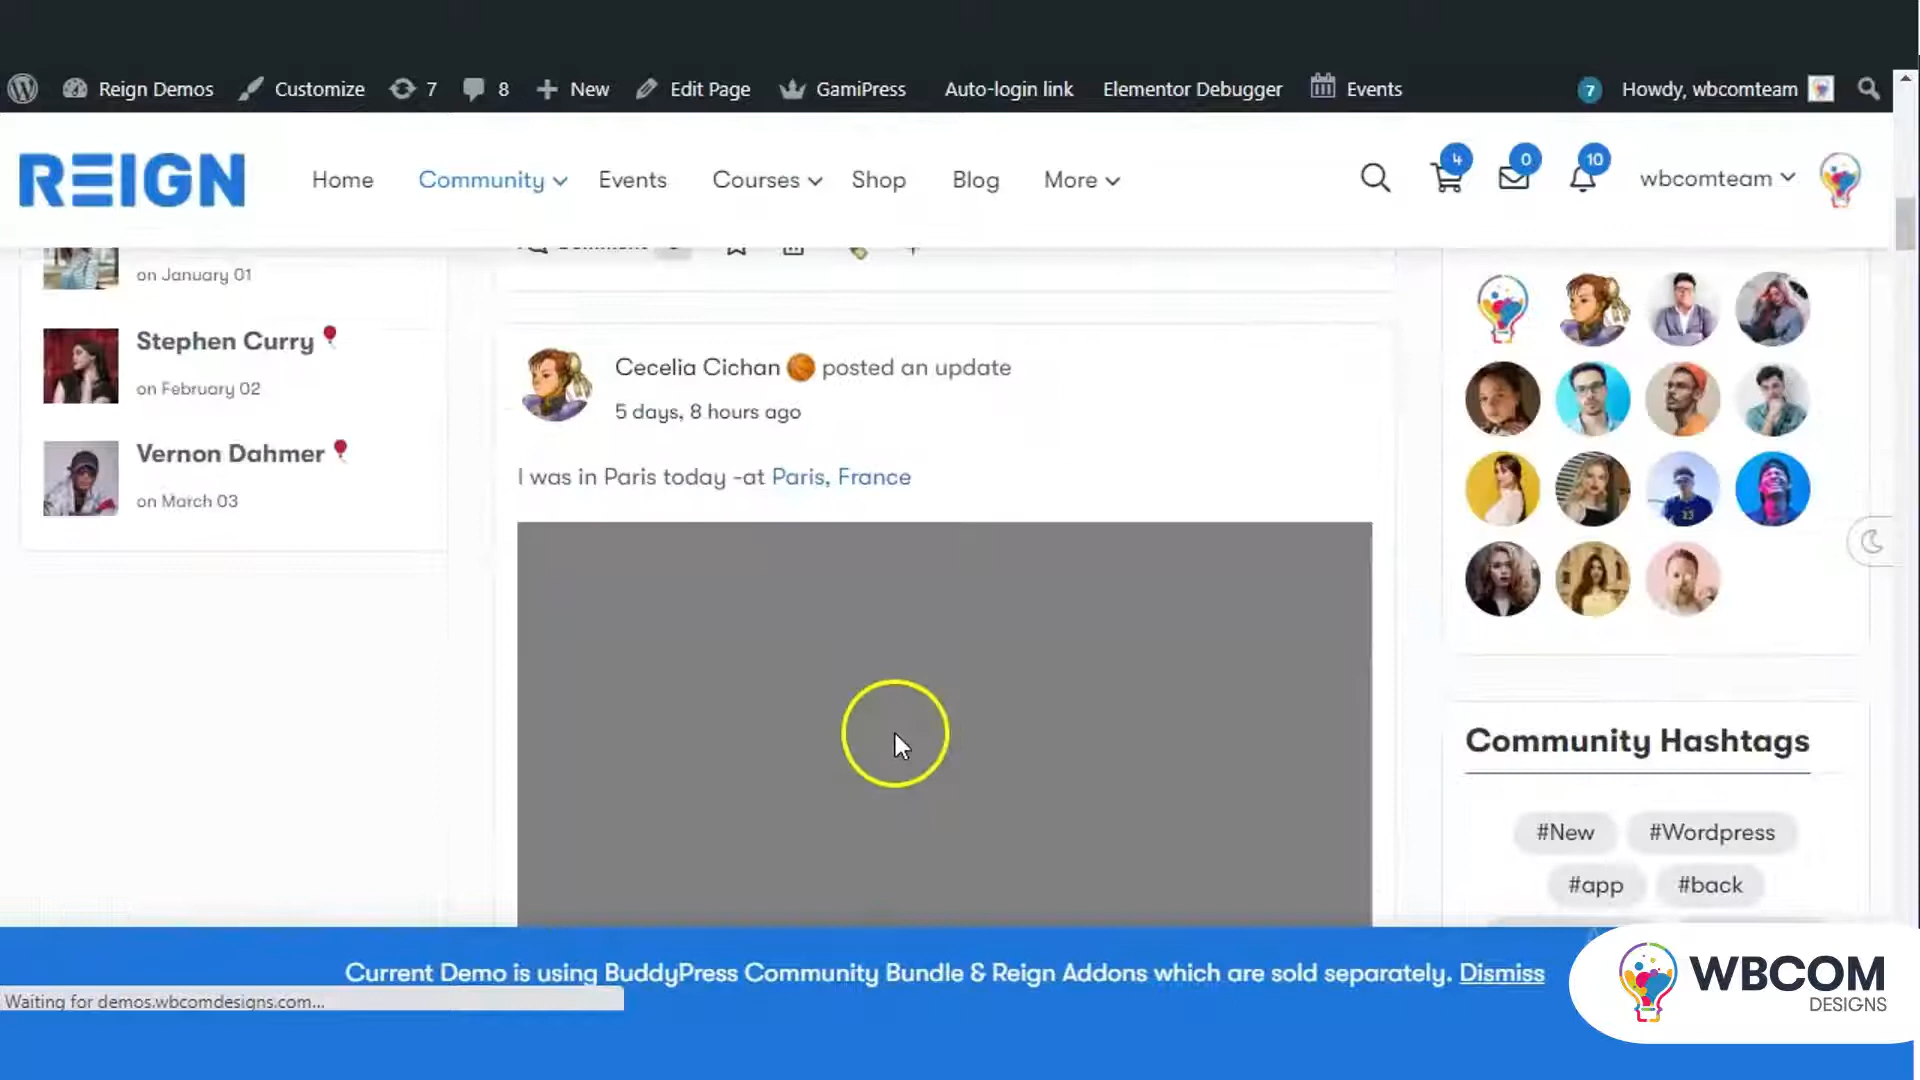 Reign Demos Customize 7 8 New Edit Page GamiPress Auto-login link Elementor Debugger Events 7 Howdy, wbcomteam
REIGN Home Community Events Courses Shop Blog More 4 0 10 wbcomteam
on January 01
Stephen Curry
on February 02
Vernon Dahmer
on March 03
Cecelia Cichan posted an update
5 days, 8 hours ago
I was in Paris today -at Paris, France
Community Hashtags
#New #Wordpress
#app #back
Current Demo is using BuddyPress Community Bundle & Reign Addons which are sold separately. Dismiss
Waiting for demos.wbcomdesigns.com...
WBCOM
DESIGNS